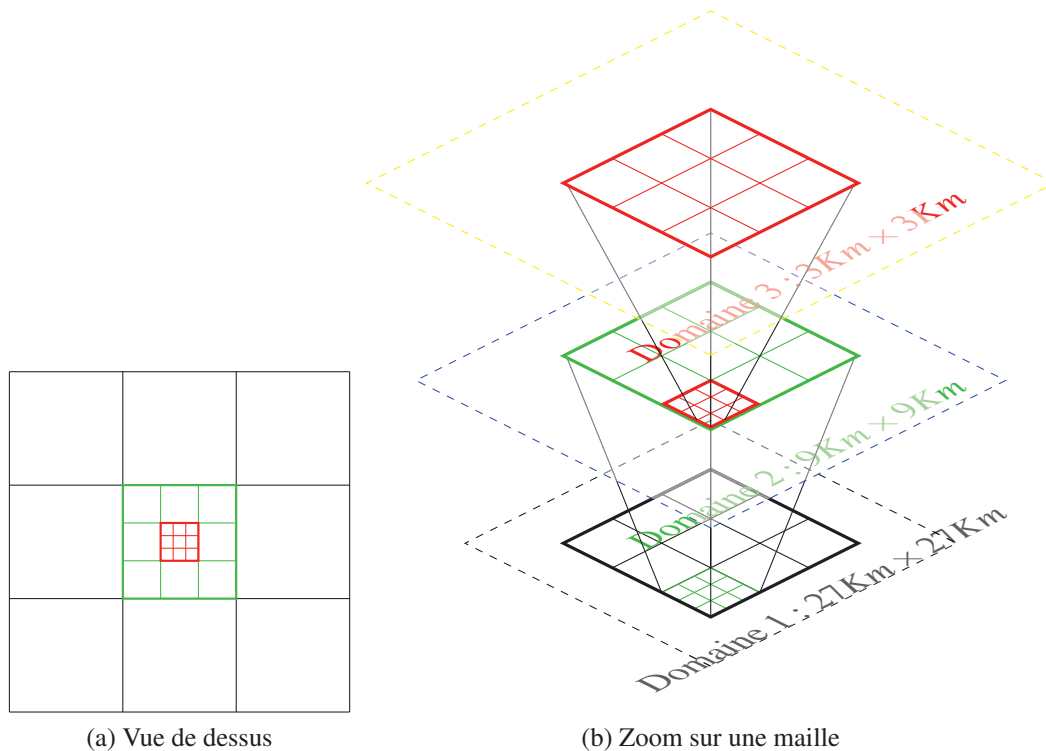 Domaine 3 : 3Km × 3Km
Domaine 2 : 9Km × 9Km
Domaine 1 : 27Km × 27Km
(a) Vue de dessus
(b) Zoom sur une maille